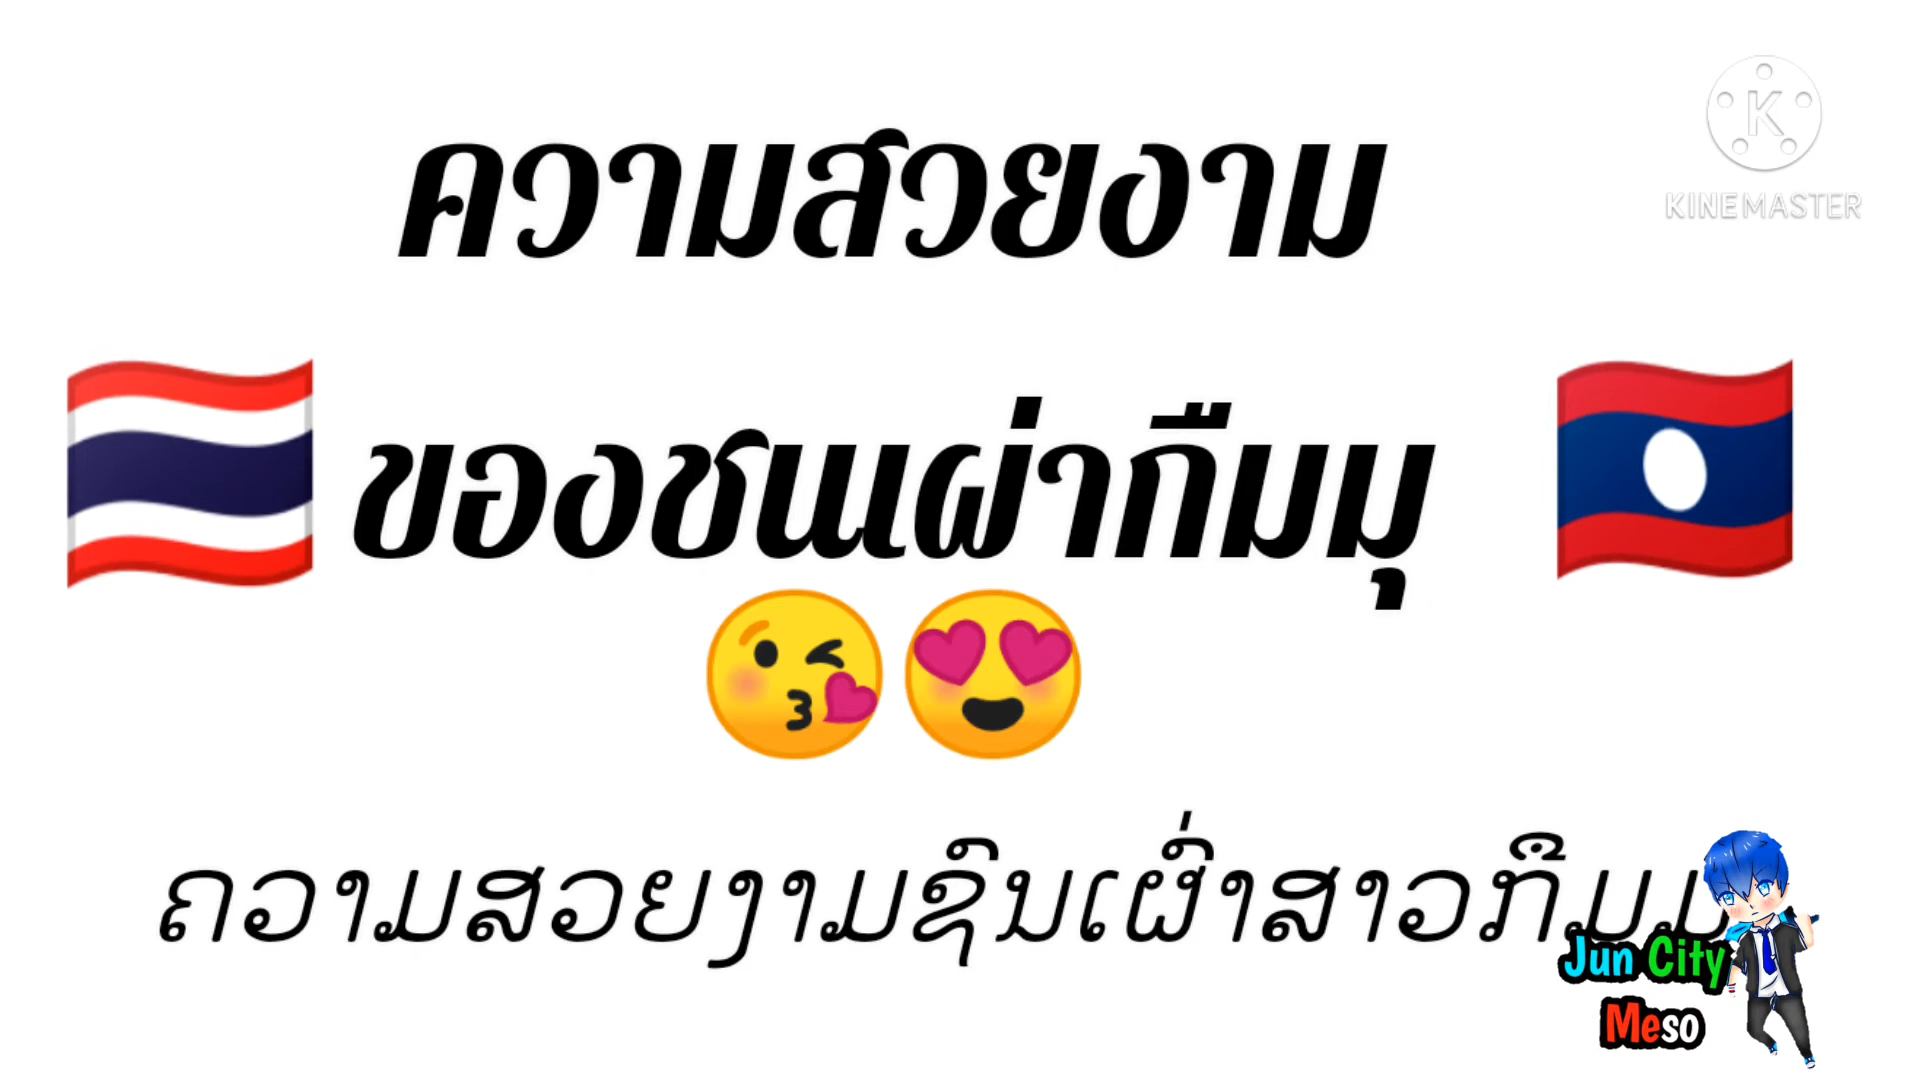 ความสวยงาม
KINEMASTER
ของชนเผ่ากืมมุ
ຄວາມສວຍງາມຊົນເຜົ່າສາວກືມມ
Jun City
Meso